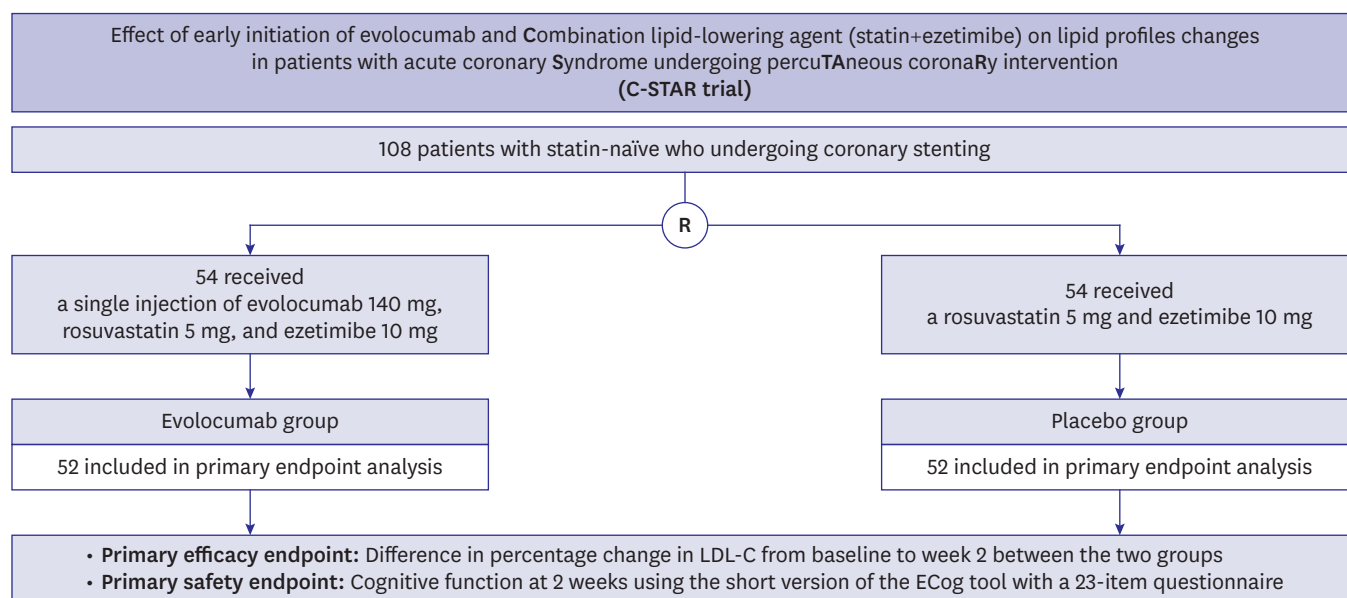 Effect of early initiation of evolocumab and Combination lipid-lowering agent (statin+ezetimibe) on lipid profiles changes
in patients with acute coronary Syndrome undergoing percuTAneous coronaRy intervention
(C-STAR trial)
108 patients with statin-naïve who undergoing coronary stenting
R
54 received
a single injection of evolocumab 140 mg,
rosuvastatin 5 mg, and ezetimibe 10 mg
54 received
a rosuvastatin 5 mg and ezetimibe 10 mg
Evolocumab group
52 included in primary endpoint analysis
Placebo group
52 included in primary endpoint analysis
• Primary efficacy endpoint: Difference in percentage change in LDL-C from baseline to week 2 between the two groups
• Primary safety endpoint: Cognitive function at 2 weeks using the short version of the ECog tool with a 23-item questionnaire